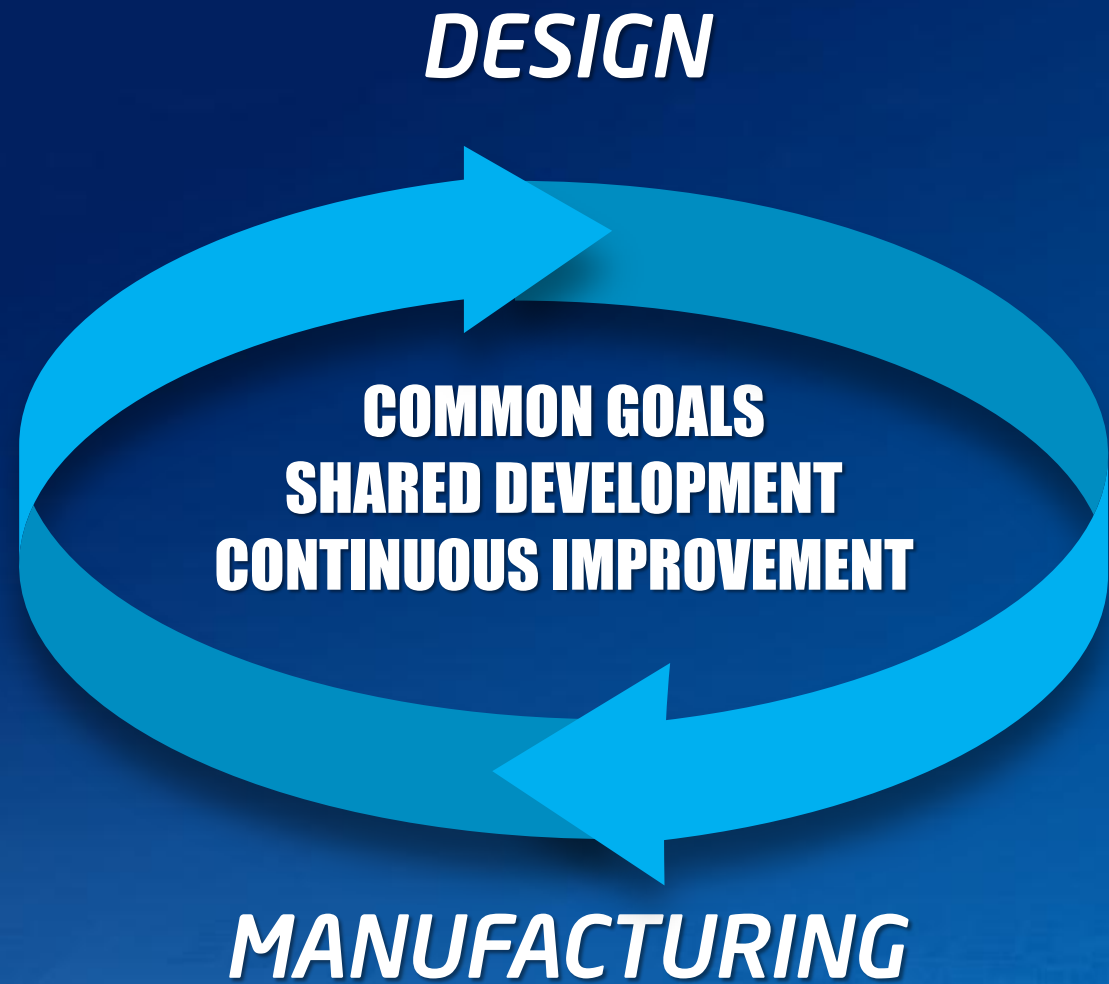 DESIGN
COMMON GOALS
SHARED DEVELOPMENT
CONTINUOUS IMPROVEMENT
MANUFACTURING